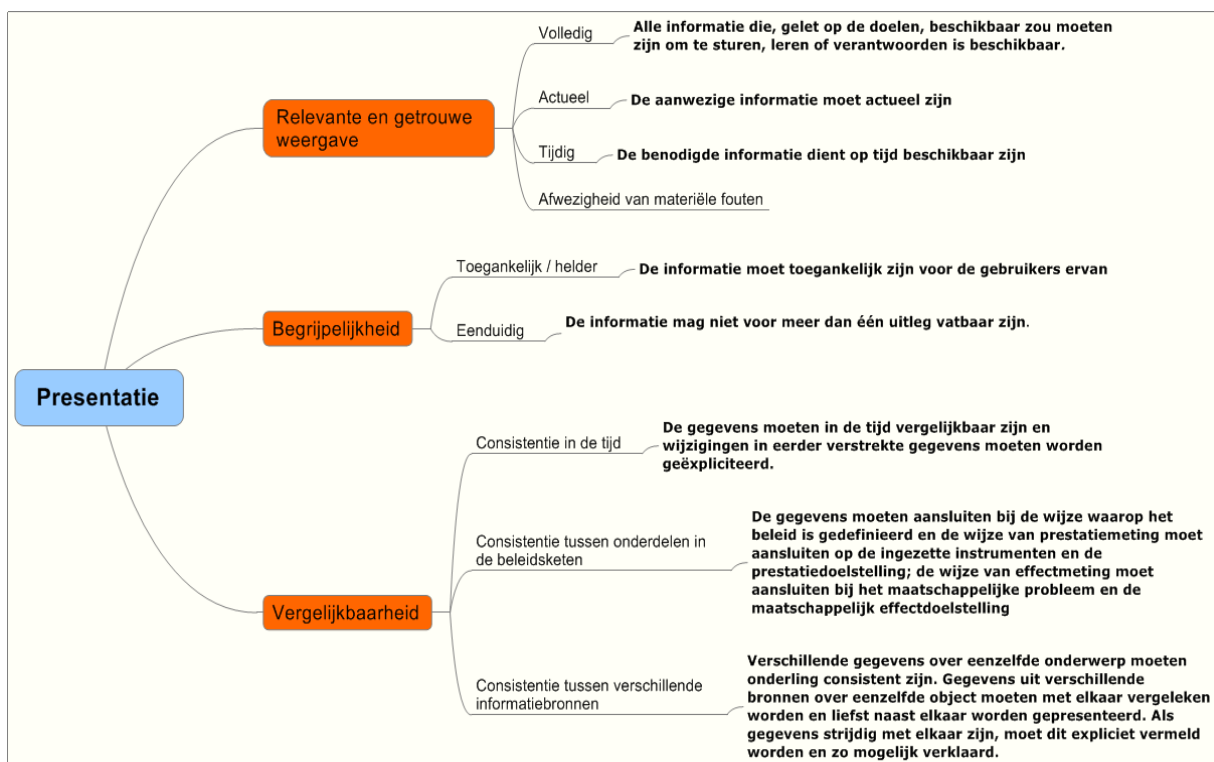 Presentatie
Relevante en getrouwe
weergave
Volledig
Alle informatie die, gelet op de doelen, beschikbaar zou moeten
zijn om te sturen, leren of verantwoorden is beschikbaar.
Actueel
De aanwezige informatie moet actueel zijn
Tijdig
De benodigde informatie dient op tijd beschikbaar zijn
Afwezigheid van materiële fouten
Begrijpelijkheid
Toegankelijk / helder
De informatie moet toegankelijk zijn voor de gebruikers ervan
Eenduidig
De informatie mag niet voor meer dan één uitleg vatbaar zijn.
Vergelijkbaarheid
Consistentie in de tijd
De gegevens moeten in de tijd vergelijkbaar zijn en
wijzigingen in eerder verstrekte gegevens moeten worden
geëxpliciteerd.
Consistentie tussen onderdelen in
de beleidsketen
De gegevens moeten aansluiten bij de wijze waarop het
beleid is gedefinieerd en de wijze van prestatiemeting moet
aansluiten op de ingezette instrumenten en de
prestatiedoelstelling; de wijze van effectmeting moet
aansluiten bij het maatschappelijke probleem en de
maatschappelijk effectdoelstelling
Consistentie tussen verschillende
informatiebronnen
Verschillende gegevens over eenzelfde onderwerp moeten
onderling consistent zijn. Gegevens uit verschillende
bronnen over eenzelfde object moeten met elkaar vergeleken
worden en liefst naast elkaar worden gepresenteerd. Als
gegevens strijdig met elkaar zijn, moet dit expliciet vermeld
worden en zo mogelijk verklaard.